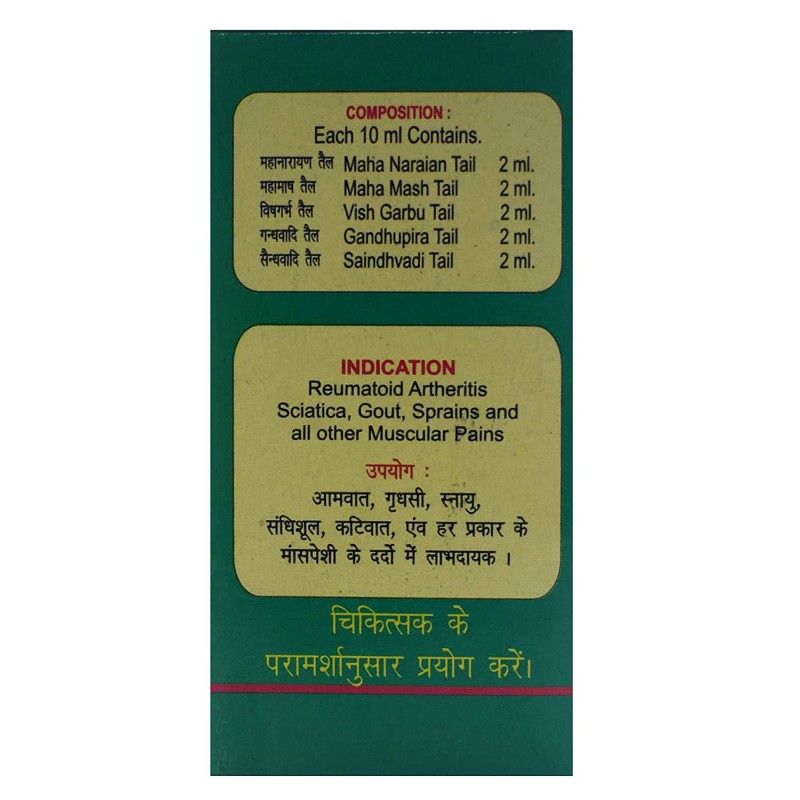 COMPOSITION :
Each 10 ml Contains.
महानारायण तैल Maha Naraian Tail 2 ml.
महामाष तैल Maha Mash Tail 2 ml.
विषगर्भ तैल Vish Garbu Tail 2 ml.
गन्धवादि तैल Gandhupira Tail 2 ml.
सैन्धवादि तैल Saindhvadi Tail 2 ml.
INDICATION
Reumatoid Artheritis
Sciatica, Gout, Sprains and
all other Muscular Pains
उपयोग :
आमवात, गृधसी, स्नायु,
संधिशूल, कटिवात, एंव हर प्रकार के
मांसपेशी के दर्दो में लाभदायक ।
चिकित्सक के
परामर्शानुसार प्रयोग करें।